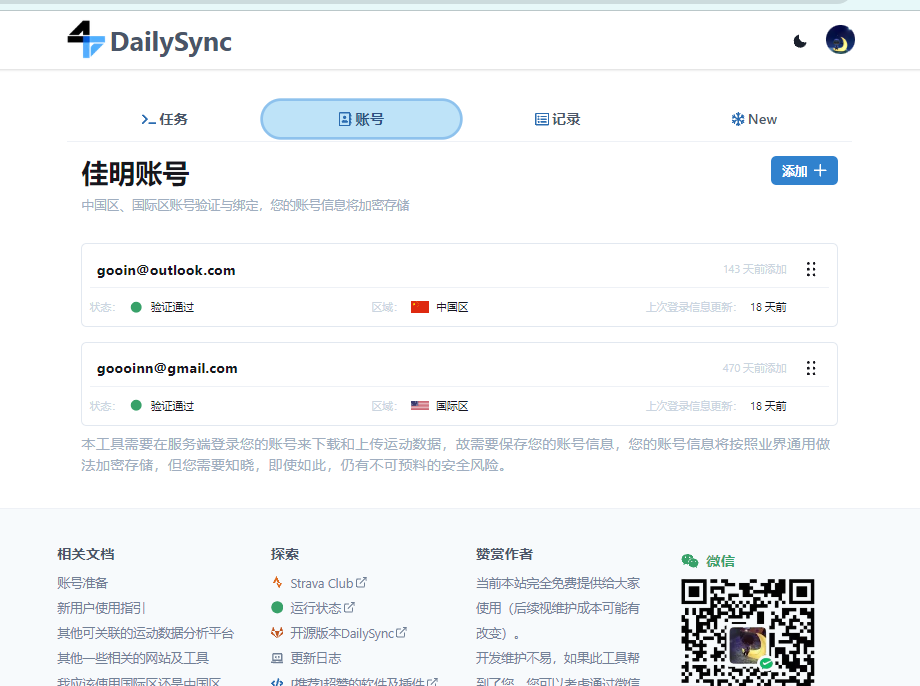 DailySync
任务
账号
记录
New
佳明账号
添加
中国区、国际区账号验证与绑定，您的账号信息将加密存储
gooin@outlook.com
143 天前添加
状态： 验证通过 区域： 中国区 上次登录信息更新： 18 天前
goooinn@gmail.com
470 天前添加
状态： 验证通过 区域： 国际区 上次登录信息更新： 18 天前
本工具需要在服务端登录您的账号来下载和上传运动数据，故需要保存您的账号信息，您的账号信息将按照业界通用做
法加密存储，但您需要知晓，即使如此，仍有不可预料的安全风险。
相关文档
账号准备
新用户使用指引
其他可关联的运动数据分析平台
其他一些相关的网站及工具
我应该使用国际区还是中国区
探索
Strava Club
运行状态
开源版本DailySync
更新日志
[推荐]超赞的软件及插件
赞赏作者
当前本站完全免费提供给大家
使用（后续视维护成本可能有
改变）。
开发维护不易，如果此工具帮
到了您，您可以考虑通过微信
微信